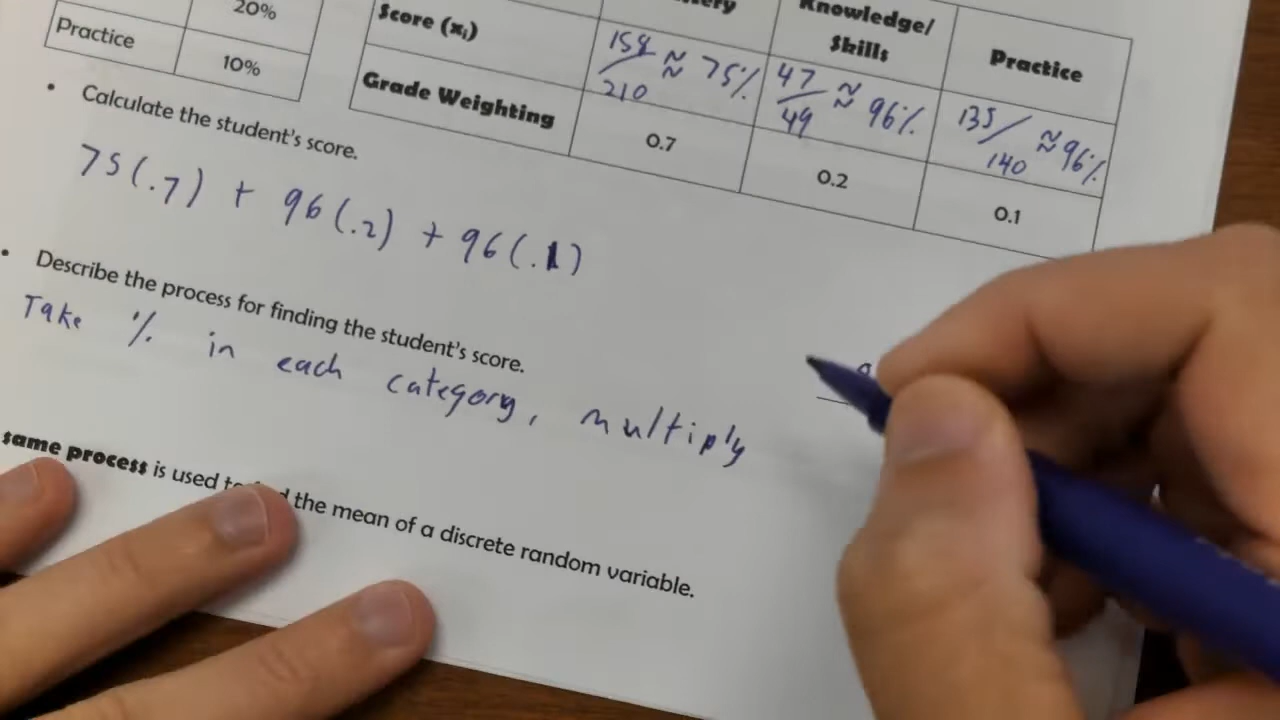 20%
Practice 10%
Knowledge/
Skills
Practice
Score (xᵢ) 158/210 ≈ 75% 47/49 ≈ 96% 135/140 ≈ 96%
Grade Weighting 0.7 0.2 0.1
• Calculate the student's score.
75(.7) + 96(.2) + 96(.1)
• Describe the process for finding the student's score.
Take % in each category, multiply
same process is used to the mean of a discrete random variable.